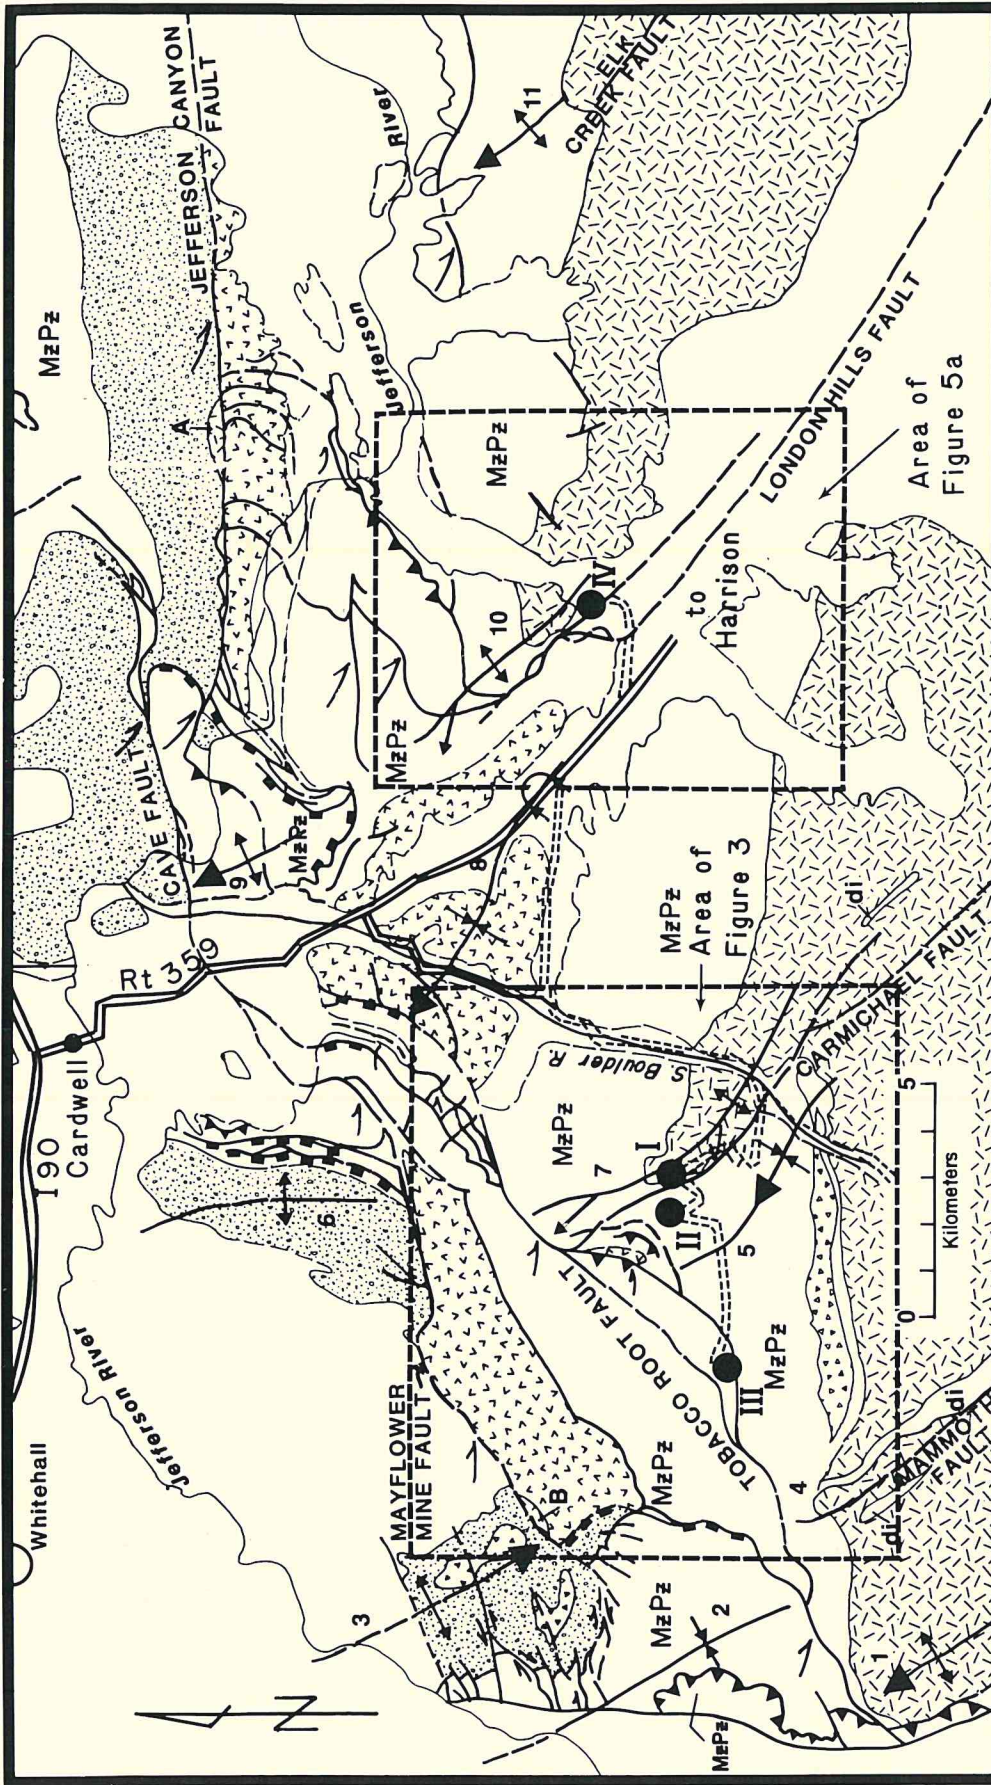 Whitehall
I 90
Cardwell
Rt 359
Jefferson River
MzPz
JEFFERSON CANYON
FAULT
A
CAVE FAULT
9
MzPz
River
Jefferson
ELK
CREEK FAULT
11
MzPz
MzPz
10
IV
8
LONDON HILLS FAULT
to
Harrison
Area of
Figure 5a
MAYFLOWER
MINE FAULT
6
3
B
N
S Boulder R
MzPz
Area of
Figure 3
MzPz
7
I
II
III
5
TOBACCO ROOT FAULT
MzPz
MzPz
MzPz
2
MzPz
4
1
CARMICHAEL FAULT
di
di
di
MAMMOTH
FAULT
0 5
Kilometers